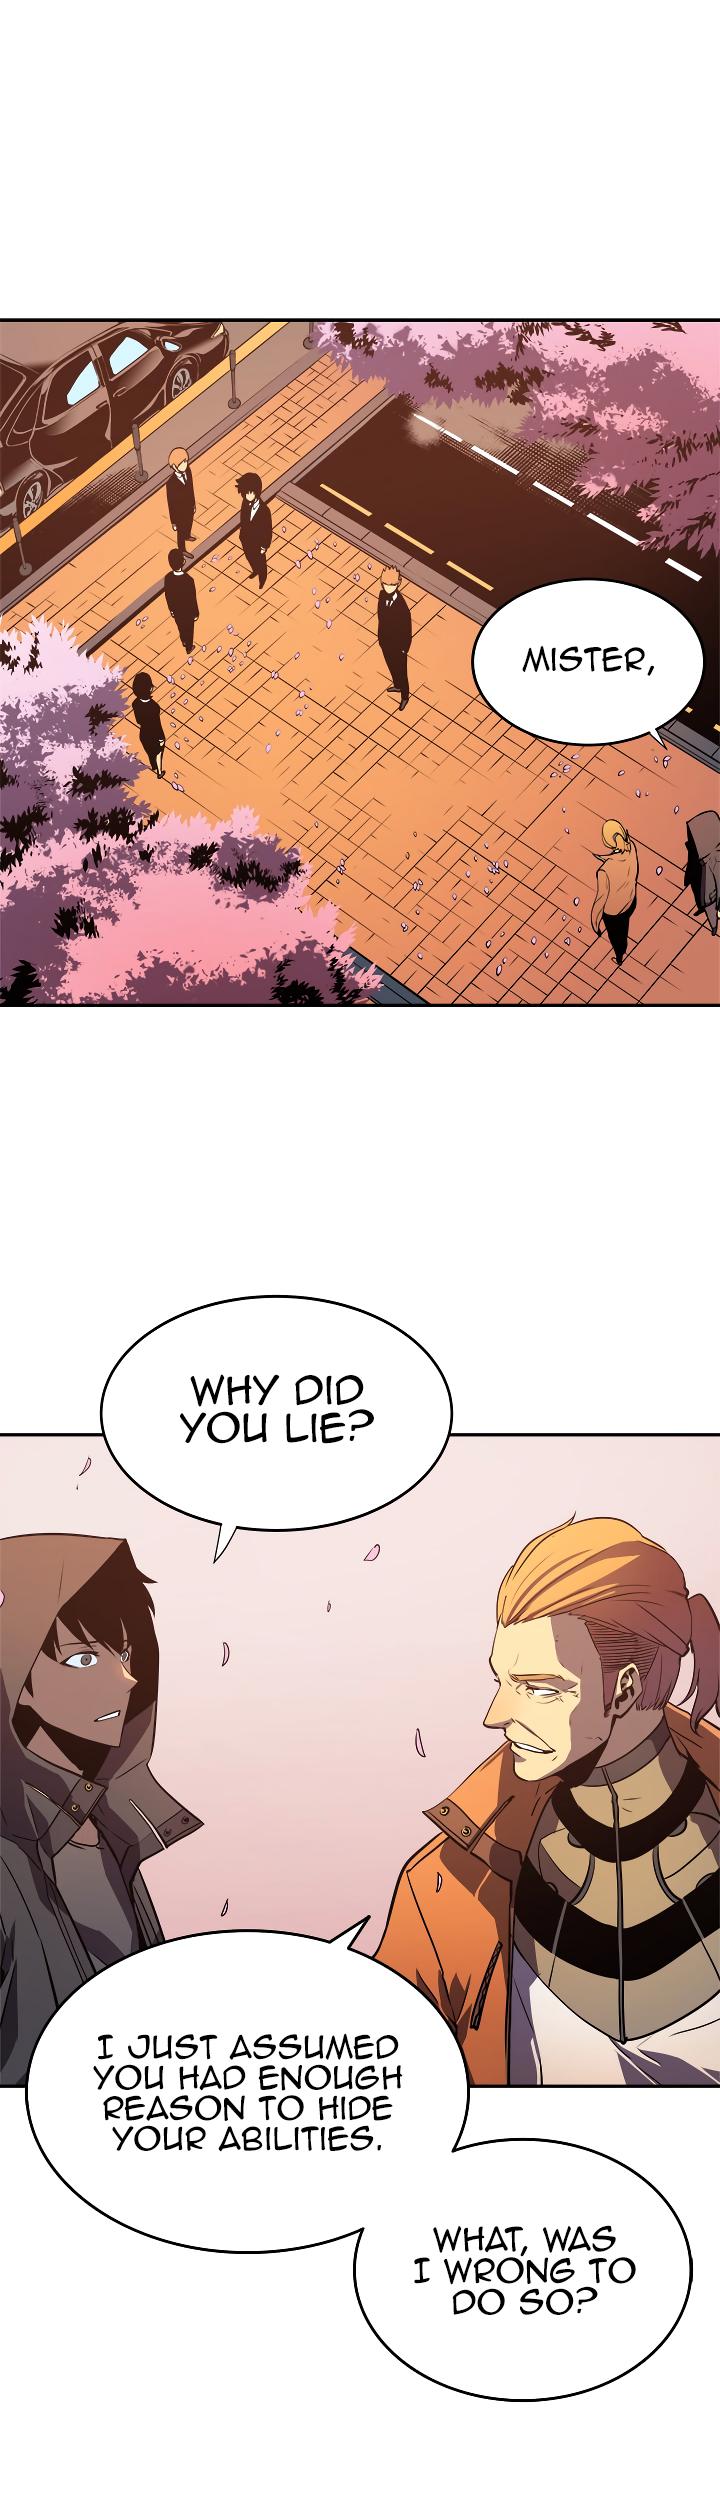 MISTER,
WHY DID
YOU LIE?
I JUST ASSUMED
YOU HAD ENOUGH
REASON TO HIDE
YOUR ABILITIES.
WHAT, WAS
I WRONG TO
DO SO?